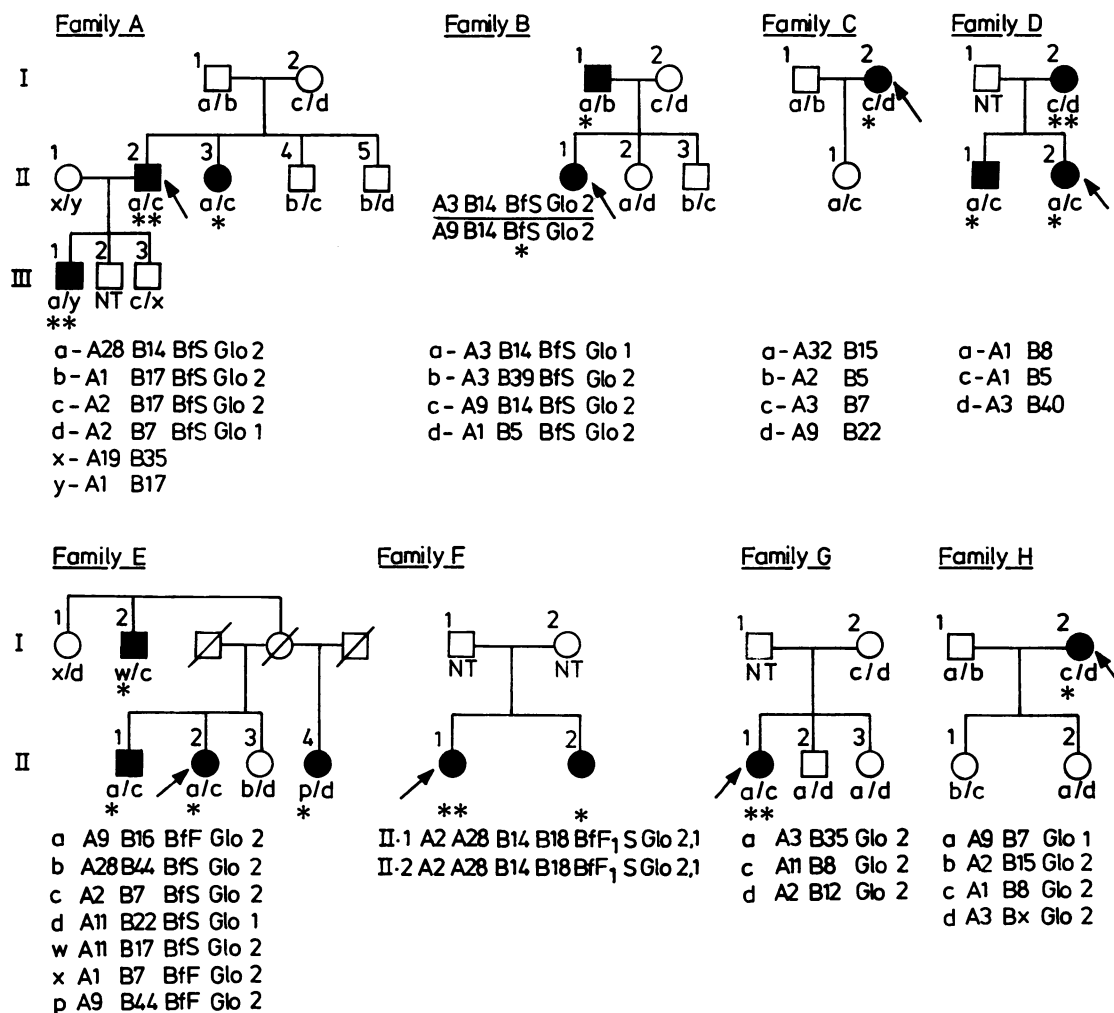 Family A
Family B
Family C
Family D
I
1 2
1 2
1 2
1 2
a/b c/d
a/b c/d
a/b c/d
NT c/d
*
*
**
II
1 2 3 4 5
1 2 3
1
1 2
x/y a/c a/c b/c b/d
a/d b/c
a/c
a/c a/c
** *
* *
A3 B14 BfS Glo 2
A9 B14 BfS Glo 2
*
III
1 2 3
a/y NT c/x
**
a - A28 B14 BfS Glo 2
b - A1 B17 BfS Glo 2
c - A2 B17 BfS Glo 2
d - A2 B7 BfS Glo 1
x - A19 B35
y - A1 B17
a - A3 B14 BfS Glo 1
b - A3 B39 BfS Glo 2
c - A9 B14 BfS Glo 2
d - A1 B5 BfS Glo 2
a - A32 B15
b - A2 B5
c - A3 B7
d - A9 B22
a - A1 B8
c - A1 B5
d - A3 B40
Family E
Family F
Family G
Family H
I
1 2
1 2
1 2
1 2
x/d w/c
NT NT
NT c/d
a/b c/d
*
*
II
1 2 3 4
1 2
1 2 3
1 2
a/c a/c b/d p/d
a/c a/d a/d
b/c a/d
* * *
** *
**
a A9 B16 BfF Glo 2
b A28 B44 BfS Glo 2
c A2 B7 BfS Glo 2
d A11 B22 BfS Glo 1
w A11 B17 BfS Glo 2
x A1 B7 BfF Glo 2
p A9 B44 BfF Glo 2
II·1 A2 A28 B14 B18 BfF1 S Glo 2,1
II·2 A2 A28 B14 B18 BfF1 S Glo 2,1
a A3 B35 Glo 2
c A11 B8 Glo 2
d A2 B12 Glo 2
a A9 B7 Glo 1
b A2 B15 Glo 2
c A1 B8 Glo 2
d A3 Bx Glo 2